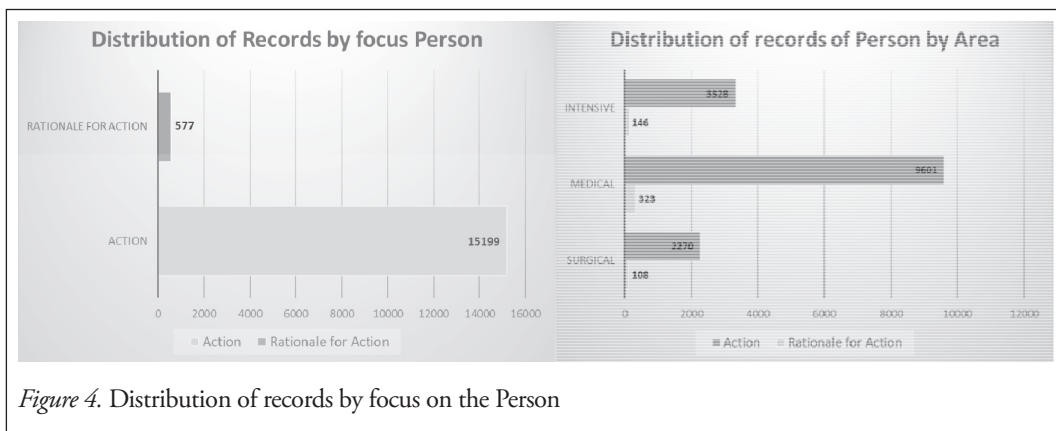 Distribution of Records by focus Person
RATIONALE FOR ACTION
577
ACTION
15199
0 2000 4000 6000 8000 10000 12000 14000 16000
Action Rationale for Action
Distribution of records of Person by Area
INTENSIVE
3328
146
MEDICAL
9601
323
SURGICAL
2270
108
0 2000 4000 6000 8000 10000 12000
Action Rationale for Action
Figure 4. Distribution of records by focus on the Person